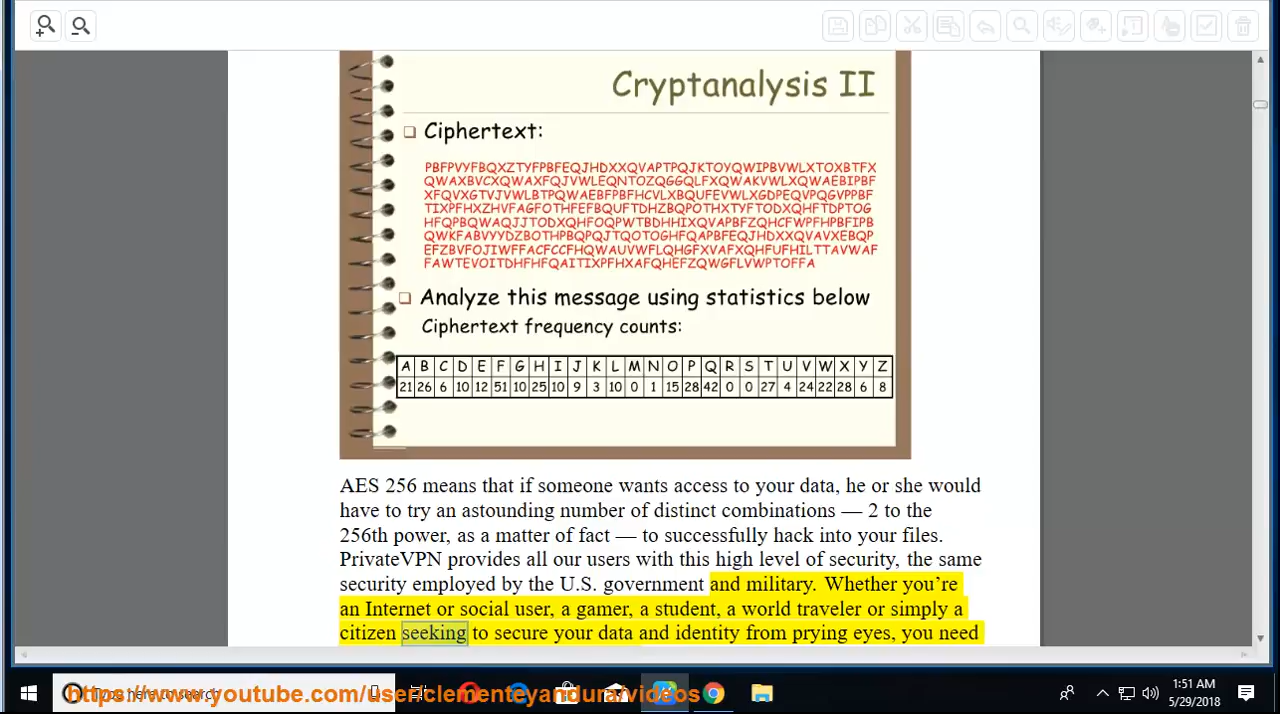 Cryptanalysis II
Ciphertext:
PBFPVYFBQXZTYFPBFEQJHDXXQVAPTPQJKTOYQWIPBVWLXTOXBTFX
QWAXBVCXQWAXFQJVWLEQNTOZQGGQLFXQWAKVWLXQWAEBIPBF
XFQVXGTVJVWLBTPQWAEBFPBFHCVLXBQUFEVWLXGDPEQVPQGVPPBF
TIXPFHXZHVFAGFOTHFEFBQUFTDHZBQPOTHXTYFTODXQHFTDPTOG
HFQPBQWAQJJTODXQHFOQPWTBDHHIXQVAPBFZQHCFWPFHPBFIPB
QWKFABVYYDZBOTHPBQPQJTQOTOGHFQAPBFEQJHDXXQVAVXEBQP
EFZBVFOJIWFFACFCCFHQWAUVWFLQHGFXVAFXQHFUFHILTTAVWAF
FAWTEVOITDHFHFQAITIXPFHXAFQHEFZQWGFLVWPTOFFA
Analyze this message using statistics below
Ciphertext frequency counts:
A B C D E F G H I J K L M N O P Q R S T U V W X Y Z
21 26 6 10 12 51 10 25 10 9 3 10 0 1 15 28 42 0 0 27 4 24 22 28 6 8
AES 256 means that if someone wants access to your data, he or she would
have to try an astounding number of distinct combinations — 2 to the
256th power, as a matter of fact — to successfully hack into your files.
PrivateVPN provides all our users with this high level of security, the same
security employed by the U.S. government and military. Whether you’re
an Internet or social user, a gamer, a student, a world traveler or simply a
citizen seeking to secure your data and identity from prying eyes, you need
https://www.youtube.com/user/clementeyandura/videos
1:51 AM
5/29/2018